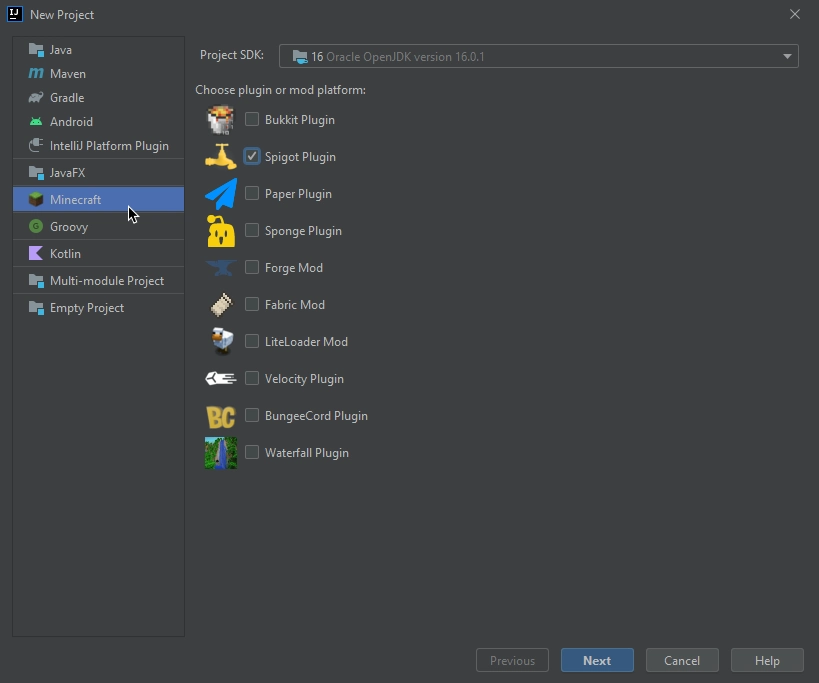 New Project
Java
Maven
Gradle
Android
IntelliJ Platform Plugin
JavaFX
Minecraft
Groovy
Kotlin
Multi-module Project
Empty Project
Project SDK: 16 Oracle OpenJDK version 16.0.1
Choose plugin or mod platform:
Bukkit Plugin
Spigot Plugin
Paper Plugin
Sponge Plugin
Forge Mod
Fabric Mod
LiteLoader Mod
Velocity Plugin
BC BungeeCord Plugin
Waterfall Plugin
Previous Next Cancel Help